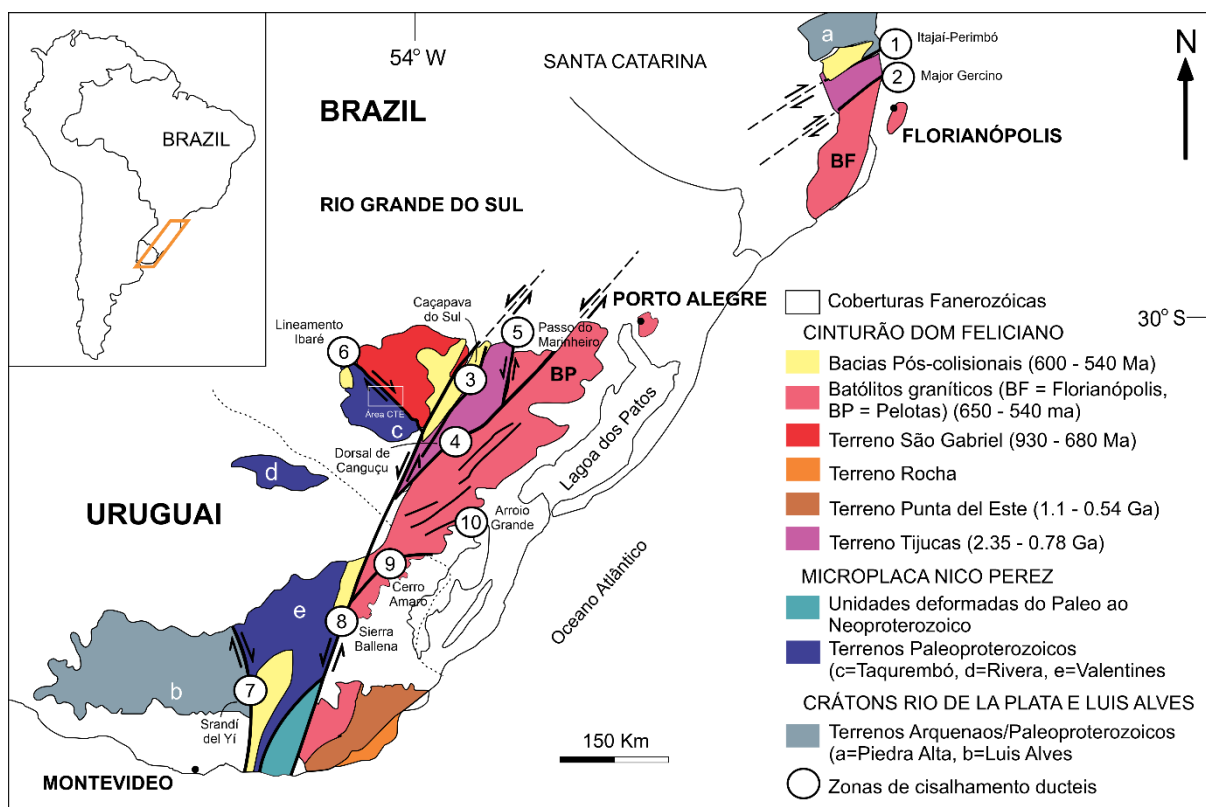 BRAZIL
54° W
SANTA CATARINA
a
1
Itajaí-Perimbó
2
Major Gercino
N
BRAZIL
FLORIANÓPOLIS
BF
RIO GRANDE DO SUL
Caçapava
do Sul
PORTO ALEGRE
Lineamento
Ibaré
5
Passo do
Marinheiro
30° S
6
3
BP
Área CTE
c
4
Dorsal de
Canguçu
Lagoa dos Patos
d
URUGUAI
10
Arroio
Grande
9
Cerro
Amaro
Oceano Atlântico
e
8
Sierra
Ballena
b
7
Srandí
del Yí
150 Km
MONTEVIDEO
Coberturas Fanerozóicas
CINTURÃO DOM FELICIANO
Bacias Pós-colisionais (600 - 540 Ma)
Batólitos graníticos (BF = Florianópolis,
BP = Pelotas) (650 - 540 ma)
Terreno São Gabriel (930 - 680 Ma)
Terreno Rocha
Terreno Punta del Este (1.1 - 0.54 Ga)
Terreno Tijucas (2.35 - 0.78 Ga)
MICROPLACA NICO PEREZ
Unidades deformadas do Paleo ao
Neoproterozoico
Terrenos Paleoproterozoicos
(c=Taqurembó, d=Rivera, e=Valentines
CRÁTONS RIO DE LA PLATA E LUIS ALVES
Terrenos Arquenaos/Paleoproterozoicos
(a=Piedra Alta, b=Luis Alves
Zonas de cisalhamento ducteis